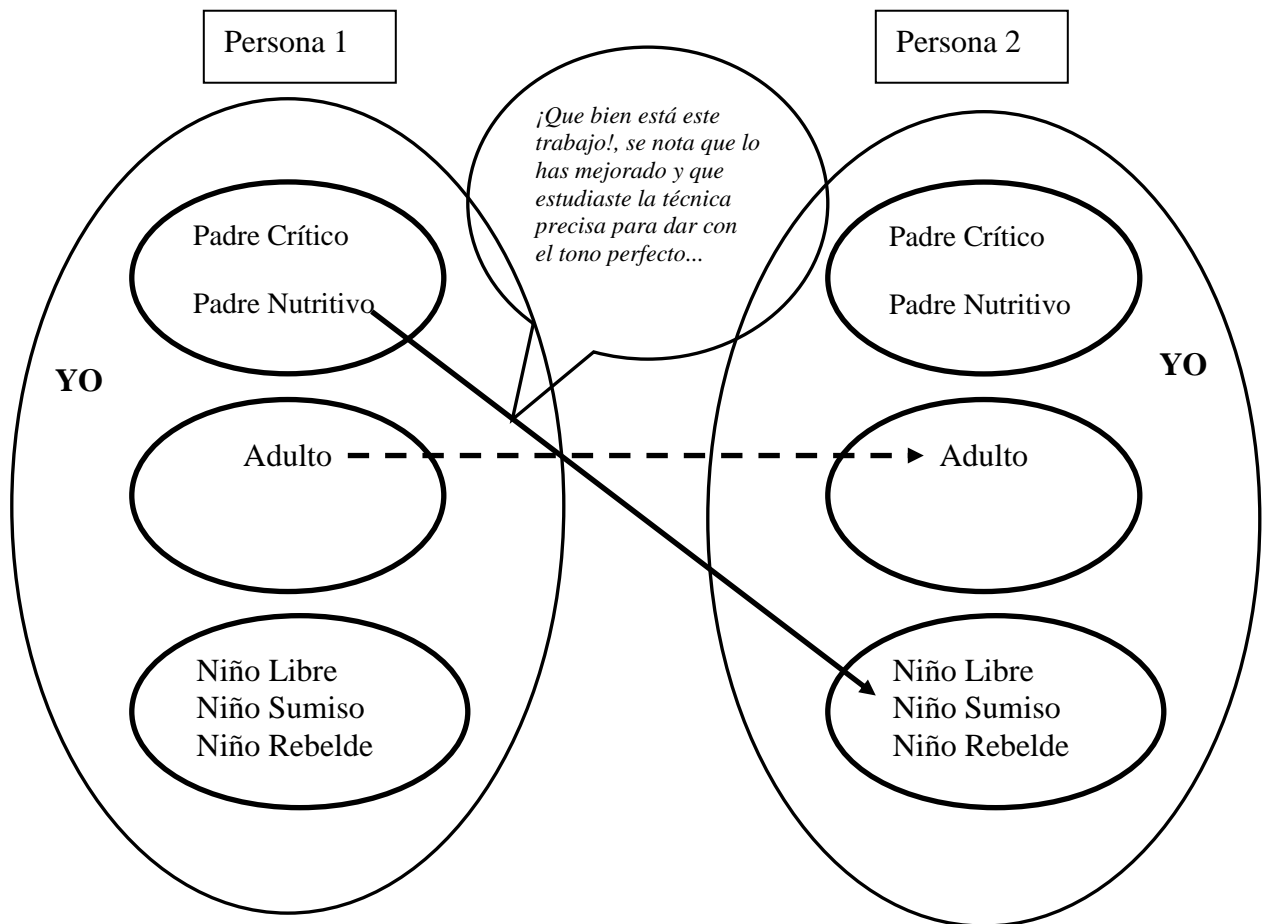 Persona 1
Persona 2
¡Que bien está este
trabajo!, se nota que lo
has mejorado y que
estudiaste la técnica
precisa para dar con
el tono perfecto...
Padre Crítico
Padre Nutritivo
YO
Adulto
Niño Libre
Niño Sumiso
Niño Rebelde
Padre Crítico
Padre Nutritivo
YO
Adulto
Niño Libre
Niño Sumiso
Niño Rebelde